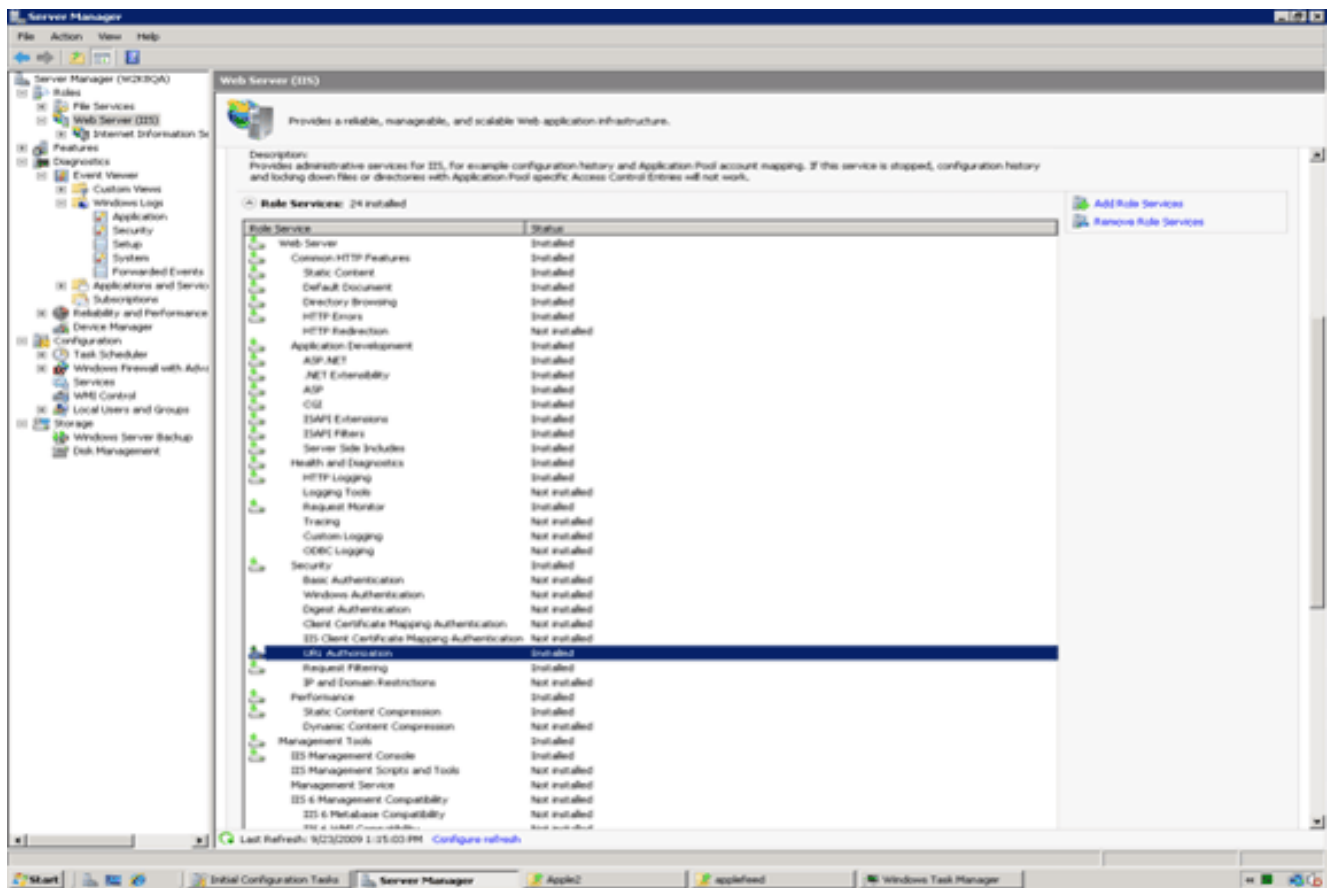 Server Manager
File Action View Help
Server Manager (W2K8QA)
Roles
File Services
Web Server (IIS)
Internet Information Se
Features
Diagnostics
Event Viewer
Custom Views
Windows Logs
Application
Security
Setup
System
Forwarded Events
Applications and Servic
Subscriptions
Reliability and Performance
Device Manager
Configuration
Task Scheduler
Windows Firewall with Adva
Services
WMI Control
Local Users and Groups
Storage
Windows Server Backup
Disk Management
Web Server (IIS)
Provides a reliable, manageable, and scalable Web application infrastructure.
Description:
Provides administrative services for IIS, for example configuration history and Application Pool account mapping. If this service is stopped, configuration history
and locking down files or directories with Application Pool specific Access Control Entries will not work.
Role Services: 24 installed
Add Role Services
Remove Role Services
Role Service Status
Web Server Installed
Common HTTP Features Installed
Static Content Installed
Default Document Installed
Directory Browsing Installed
HTTP Errors Installed
HTTP Redirection Not installed
Application Development Installed
ASP.NET Installed
.NET Extensibility Installed
ASP Installed
CGI Installed
ISAPI Extensions Installed
ISAPI Filters Installed
Server Side Includes Installed
Health and Diagnostics Installed
HTTP Logging Installed
Logging Tools Not installed
Request Monitor Installed
Tracing Not installed
Custom Logging Not installed
ODBC Logging Not installed
Security Installed
Basic Authentication Not installed
Windows Authentication Not installed
Digest Authentication Not installed
Client Certificate Mapping Authentication Not installed
IIS Client Certificate Mapping Authentication Not installed
URL Authorization Installed
Request Filtering Installed
IP and Domain Restrictions Not installed
Performance Installed
Static Content Compression Installed
Dynamic Content Compression Not installed
Management Tools Installed
IIS Management Console Installed
IIS Management Scripts and Tools Not installed
Management Service Not installed
IIS 6 Management Compatibility Not installed
IIS 6 Metabase Compatibility Not installed
Last Refresh: 9/23/2009 1:15:03 PM Configure refresh
Start Initial Configuration Tasks Server Manager Apple2 applefeed Windows Task Manager